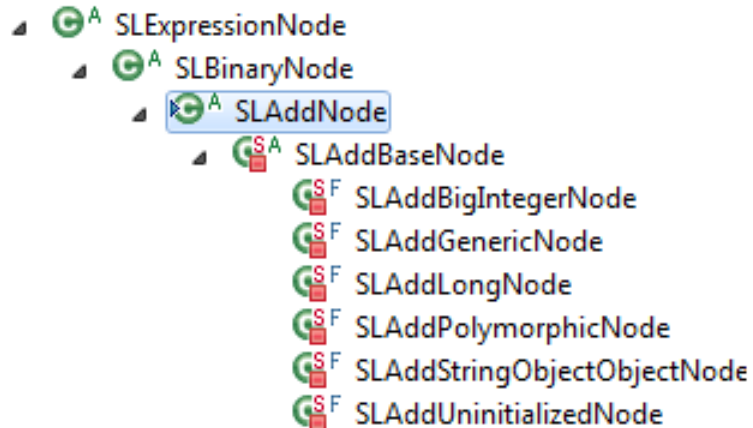 SLExpressionNode
SLBinaryNode
SLAddNode
SLAddBaseNode
SLAddBigIntegerNode
SLAddGenericNode
SLAddLongNode
SLAddPolymorphicNode
SLAddStringObjectObjectNode
SLAddUninitializedNode